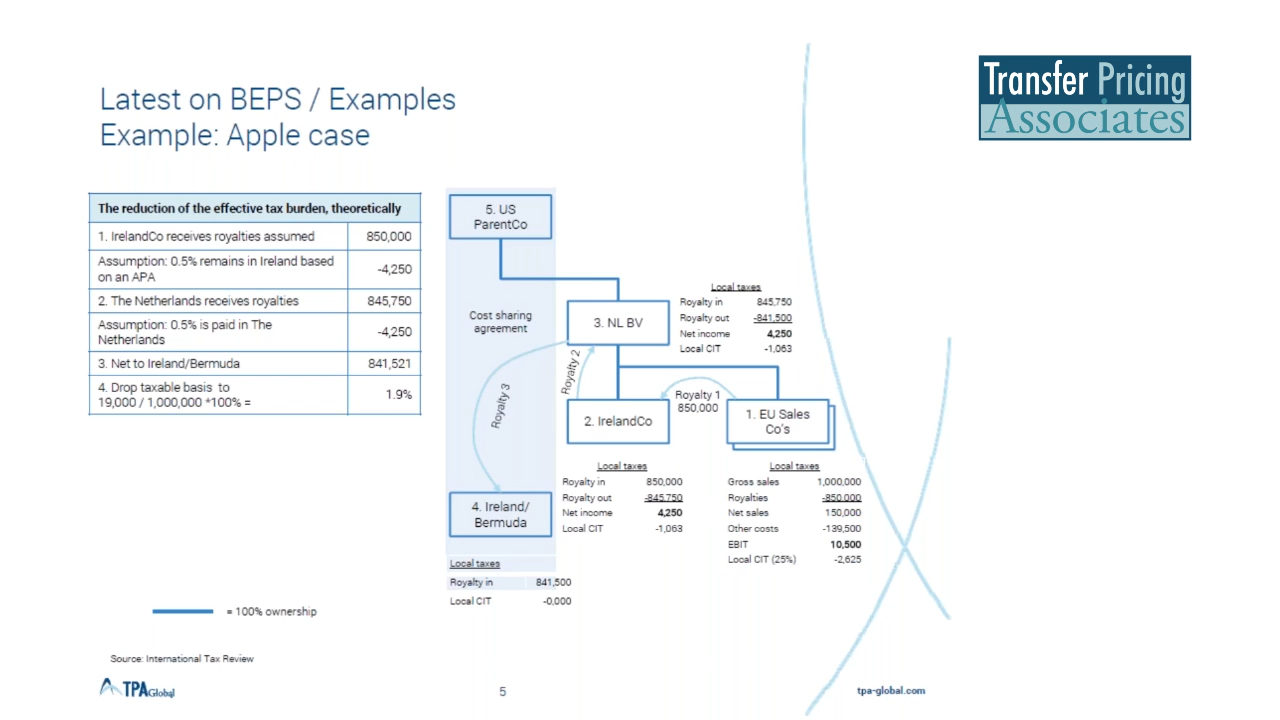 Transfer Pricing
Associates
Latest on BEPS / Examples
Example: Apple case
The reduction of the effective tax burden, theoretically
1. IrelandCo receives royalties assumed 850,000
Assumption: 0.5% remains in Ireland based
on an APA -4,250
2. The Netherlands receives royalties 845,750
Assumption: 0.5% is paid in The
Netherlands -4,250
3. Net to Ireland/Bermuda 841,521
4. Drop taxable basis to
19,000 / 1,000,000 *100% = 1.9%
5. US
ParentCo
Cost sharing
agreement
3. NL BV
Local taxes
Royalty in 845,750
Royalty out -841,500
Net income 4,250
Local CIT -1,063
Royalty 2
Royalty 3
Royalty 1
850,000
2. IrelandCo
1. EU Sales
Co's
4. Ireland/
Bermuda
Local taxes
Royalty in 850,000
Royalty out -845,750
Net income 4,250
Local CIT -1,063
Local taxes
Gross sales 1,000,000
Royalties -850,000
Net sales 150,000
Other costs -139,500
EBIT 10,500
Local CIT (25%) -2,625
Local taxes
Royalty in 841,500
Local CIT -0,000
= 100% ownership
Source: International Tax Review
TPA Global
5
tpa-global.com